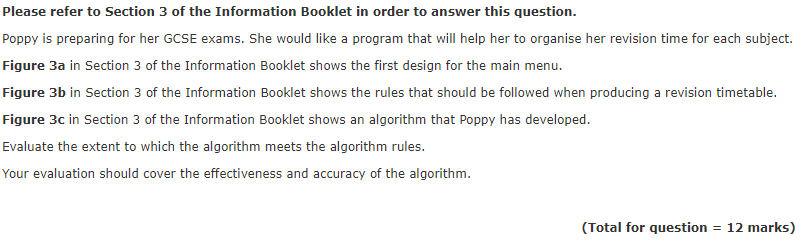 Please refer to Section 3 of the Information Booklet in order to answer this question.
Poppy is preparing for her GCSE exams. She would like a program that will help her to organise her revision time for each subject.
Figure 3a in Section 3 of the Information Booklet shows the first design for the main menu.
Figure 3b in Section 3 of the Information Booklet shows the rules that should be followed when producing a revision timetable.
Figure 3c in Section 3 of the Information Booklet shows an algorithm that Poppy has developed.
Evaluate the extent to which the algorithm meets the algorithm rules.
Your evaluation should cover the effectiveness and accuracy of the algorithm.
(Total for question = 12 marks)